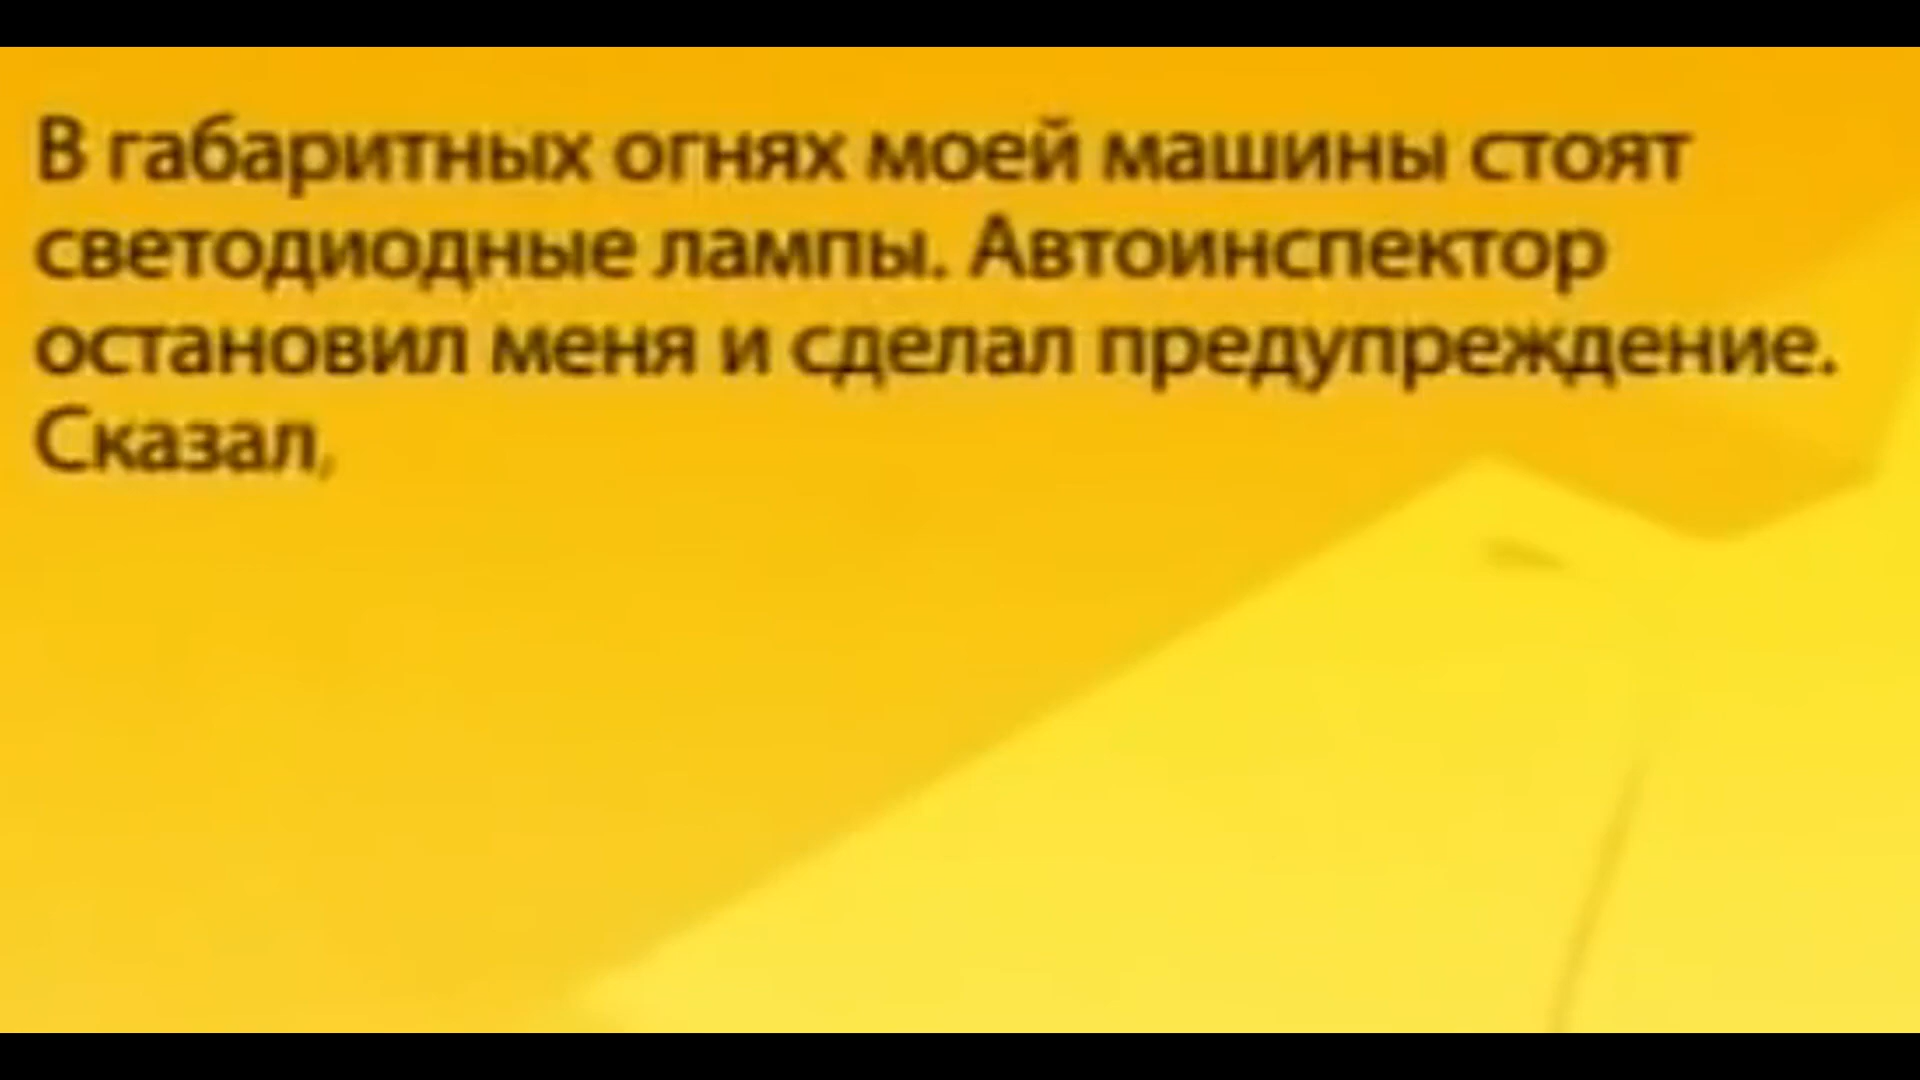 В габаритных огнях моей машины стоят
светодиодные лампы. Автоинспектор
остановил меня и сделал предупреждение.
Сказал,